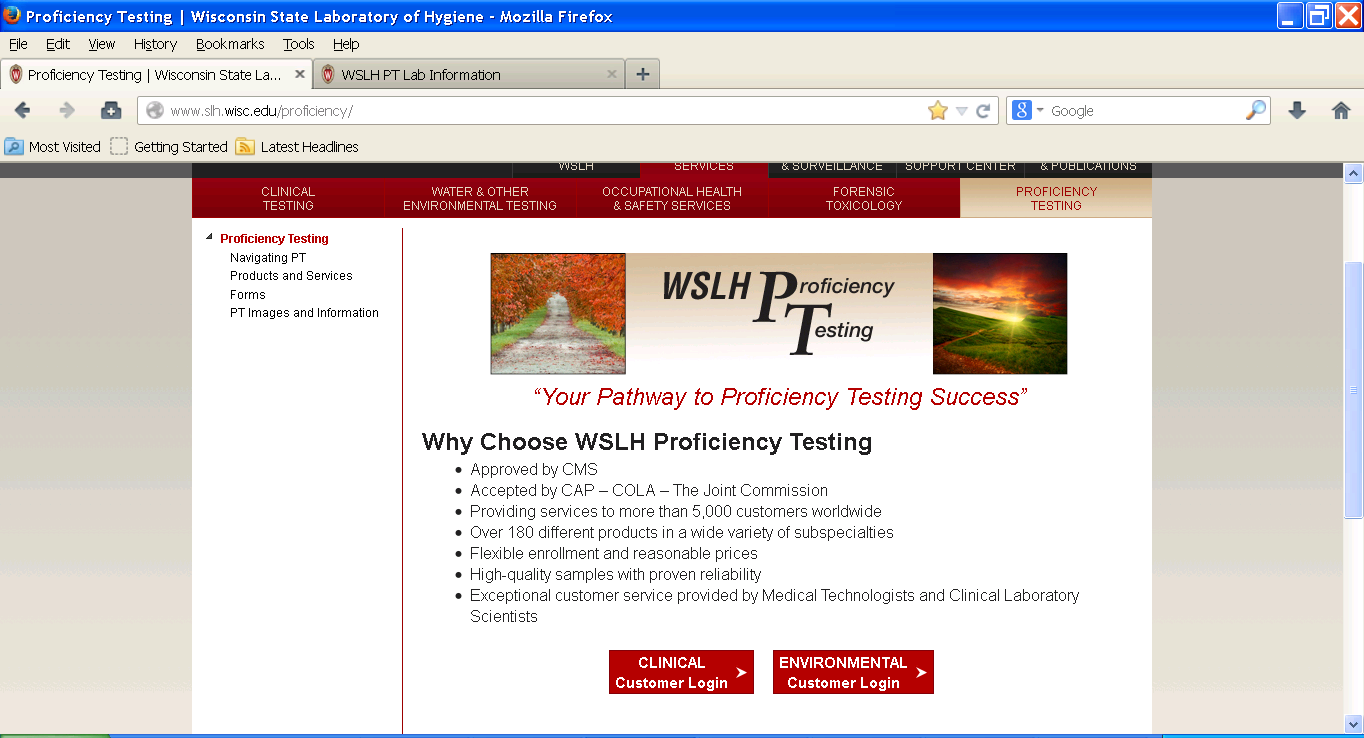 Proficiency Testing | Wisconsin State Laboratory of Hygiene - Mozilla Firefox
File Edit View History Bookmarks Tools Help
Proficiency Testing | Wisconsin State La... WSLH PT Lab Information
www.slh.wisc.edu/proficiency/ Google
Most Visited Getting Started Latest Headlines
WSLH SERVICES & SURVEILLANCE SUPPORT CENTER & PUBLICATIONS
CLINICAL WATER & OTHER OCCUPATIONAL HEALTH FORENSIC PROFICIENCY
TESTING ENVIRONMENTAL TESTING & SAFETY SERVICES TOXICOLOGY TESTING
Proficiency Testing
Navigating PT
Products and Services
Forms
PT Images and Information
WSLH Proficiency
Testing
“Your Pathway to Proficiency Testing Success”
Why Choose WSLH Proficiency Testing
• Approved by CMS
• Accepted by CAP – COLA – The Joint Commission
• Providing services to more than 5,000 customers worldwide
• Over 180 different products in a wide variety of subspecialties
• Flexible enrollment and reasonable prices
• High-quality samples with proven reliability
• Exceptional customer service provided by Medical Technologists and Clinical Laboratory
Scientists
CLINICAL
Customer Login
ENVIRONMENTAL
Customer Login